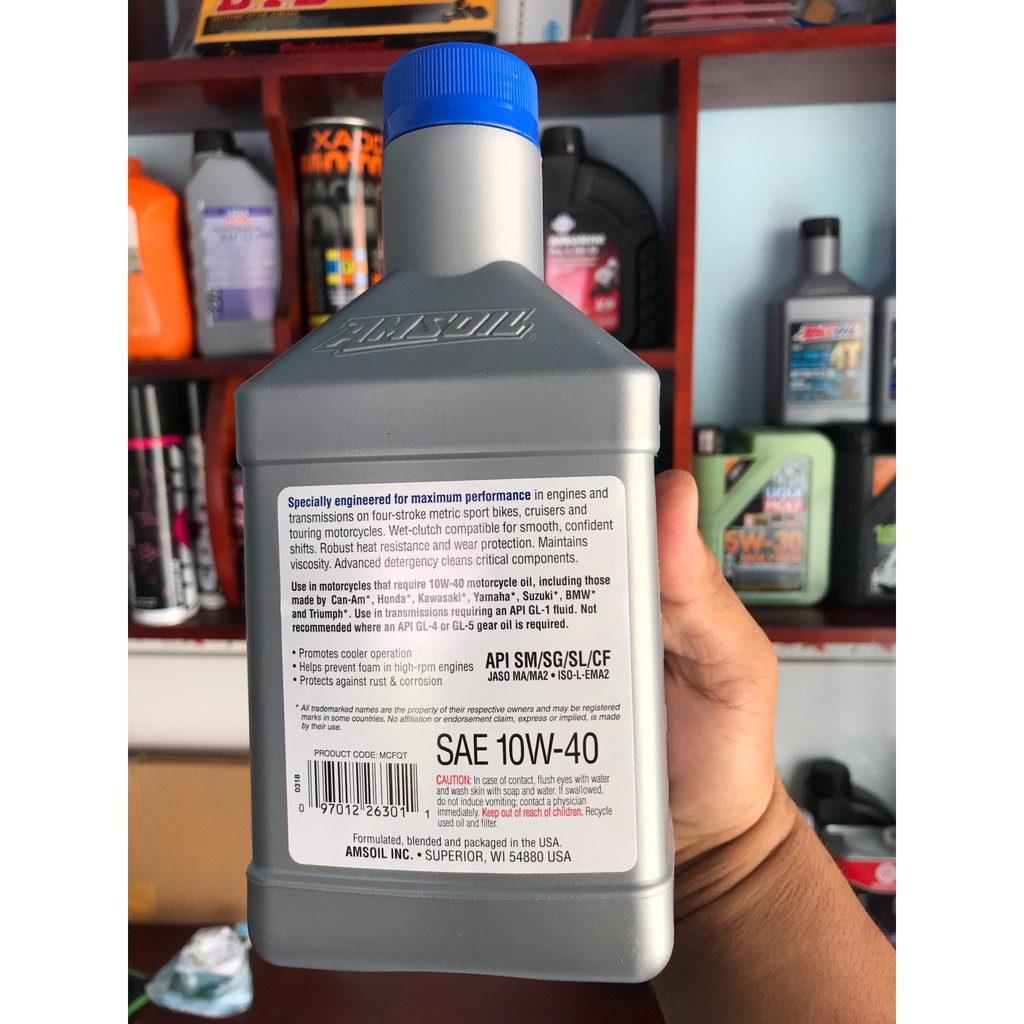 Professional
XADO
LIQUI
MOLY
AMSOIL
AMSOIL
4T
LIQUI
MOLY
5W-30
Specially engineered for maximum performance in engines and
transmissions on four-stroke metric sport bikes, cruisers and
touring motorcycles. Wet-clutch compatible for smooth, confident
shifts. Robust heat resistance and wear protection. Maintains
viscosity. Advanced detergency cleans critical components.
Use in motorcycles that require 10W-40 motorcycle oil, including those
made by Can-Am*, Honda*, Kawasaki*, Yamaha*, Suzuki*, BMW*
and Triumph*. Use in transmissions requiring an API GL-1 fluid. Not
recommended where an API GL-4 or GL-5 gear oil is required.
• Promotes cooler operation
• Helps prevent foam in high-rpm engines
• Protects against rust & corrosion
API SM/SG/SL/CF
JASO MA/MA2 • ISO-L-EMA2
* All trademarked names are the property of their respective owners and may be registered
marks in some countries. No affiliation or endorsement claim, express or implied, is made
by their use.
PRODUCT CODE: MCFQT
0318
0 97012 26301 1
SAE 10W-40
CAUTION: In case of contact, flush eyes with water
and wash skin with soap and water. If swallowed,
do not induce vomiting; contact a physician
immediately. Keep out of reach of children. Recycle
used oil and filter.
Formulated, blended and packaged in the USA.
AMSOIL INC. • SUPERIOR, WI 54880 USA